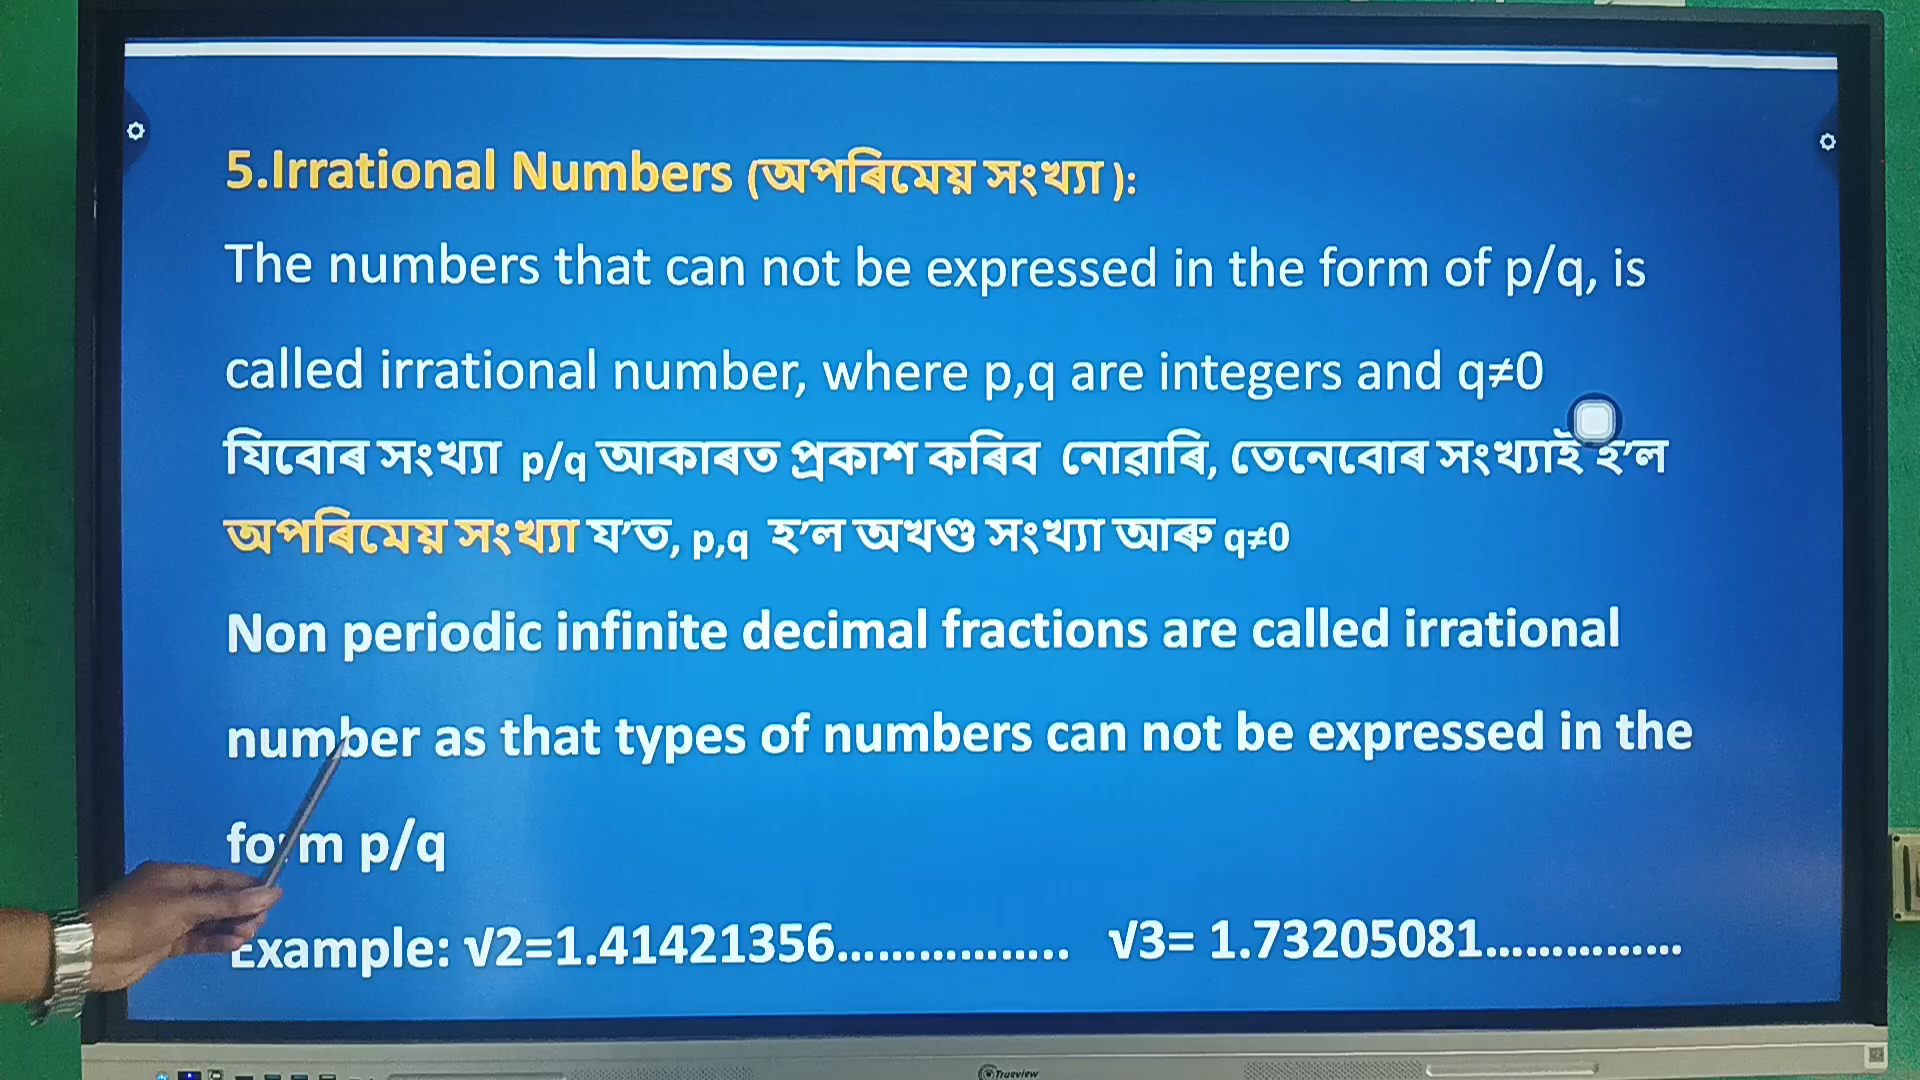 5.Irrational Numbers (অপৰিমেয় সংখ্যা ):
The numbers that can not be expressed in the form of p/q, is
called irrational number, where p,q are integers and q≠0
যিবোৰ সংখ্যা p/q আকাৰত প্ৰকাশ কৰিব নোৱাৰি, তেনেবোৰ সংখ্যাই হ’ল
অপৰিমেয় সংখ্যা য’ত, p,q হ’ল অখণ্ড সংখ্যা আৰু q≠0
Non periodic infinite decimal fractions are called irrational
number as that types of numbers can not be expressed in the
form p/q
Example: √2=1.41421356................. √3= 1.73205081...............
Trueview